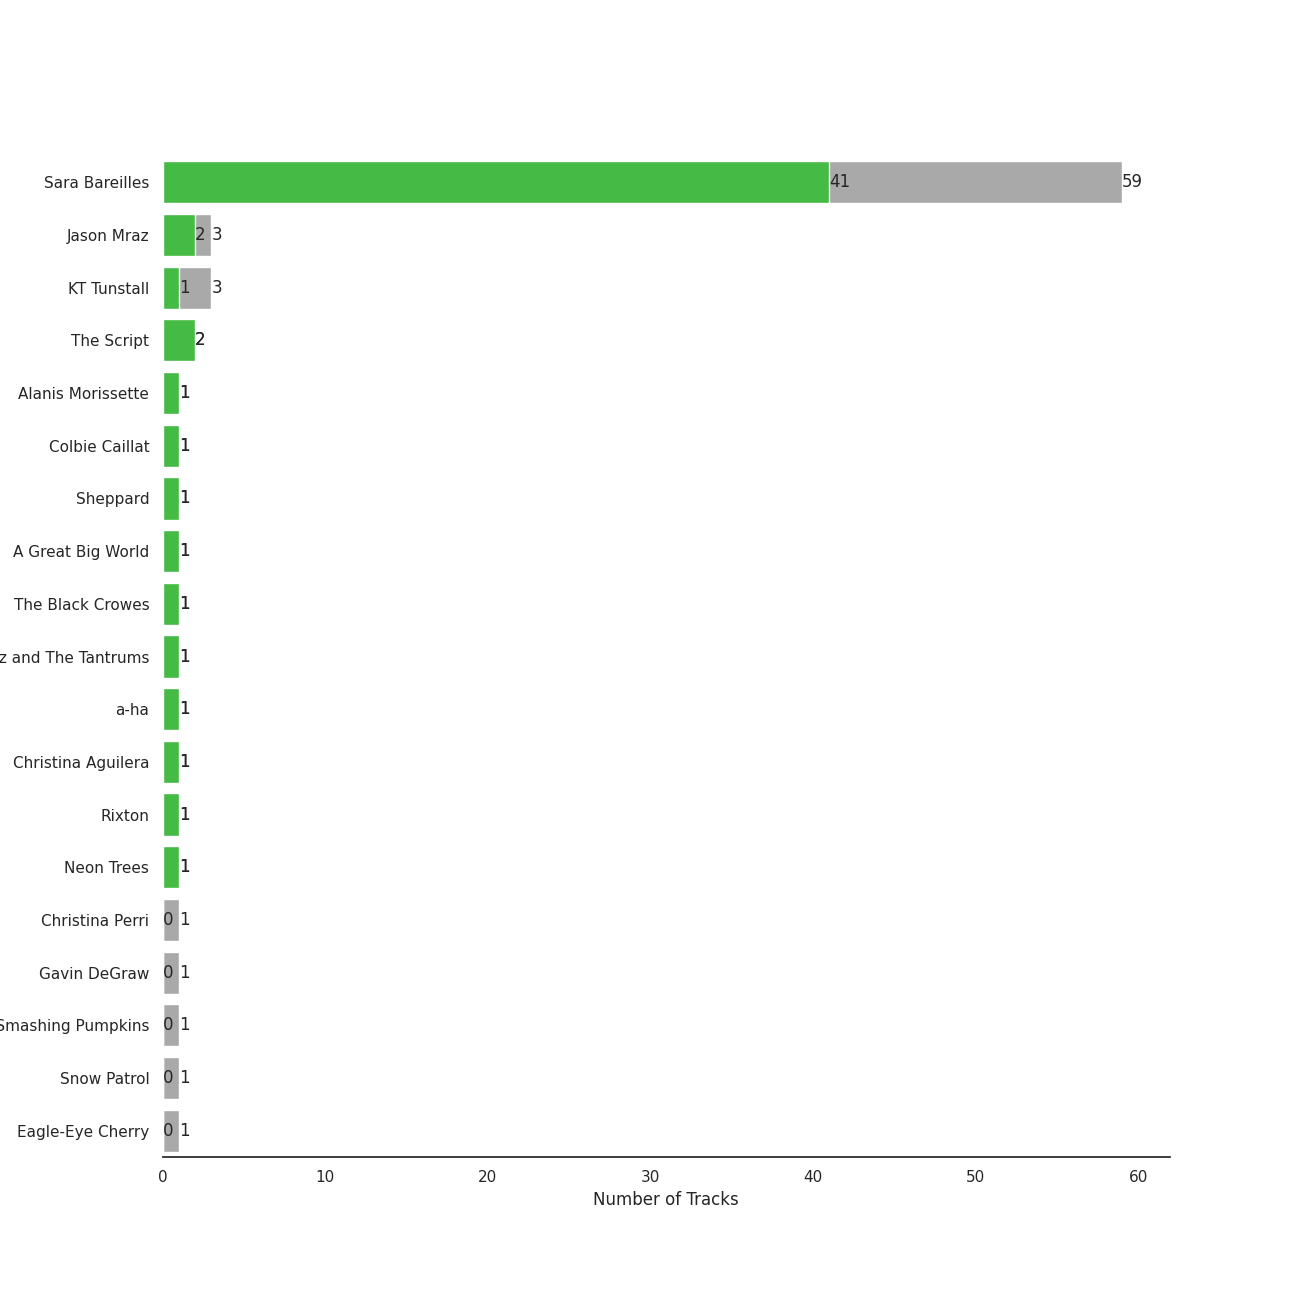 Sara Bareilles 41 59
Jason Mraz 2 3
KT Tunstall 1 3
The Script 2
Alanis Morissette 1
Colbie Caillat 1
Sheppard 1
A Great Big World 1
The Black Crowes 1
z and The Tantrums 1
a-ha 1
Christina Aguilera 1
Rixton 1
Neon Trees 1
Christina Perri 0 1
Gavin DeGraw 0 1
Smashing Pumpkins 0 1
Snow Patrol 0 1
Eagle-Eye Cherry 0 1
0 10 20 30 40 50 60
Number of Tracks